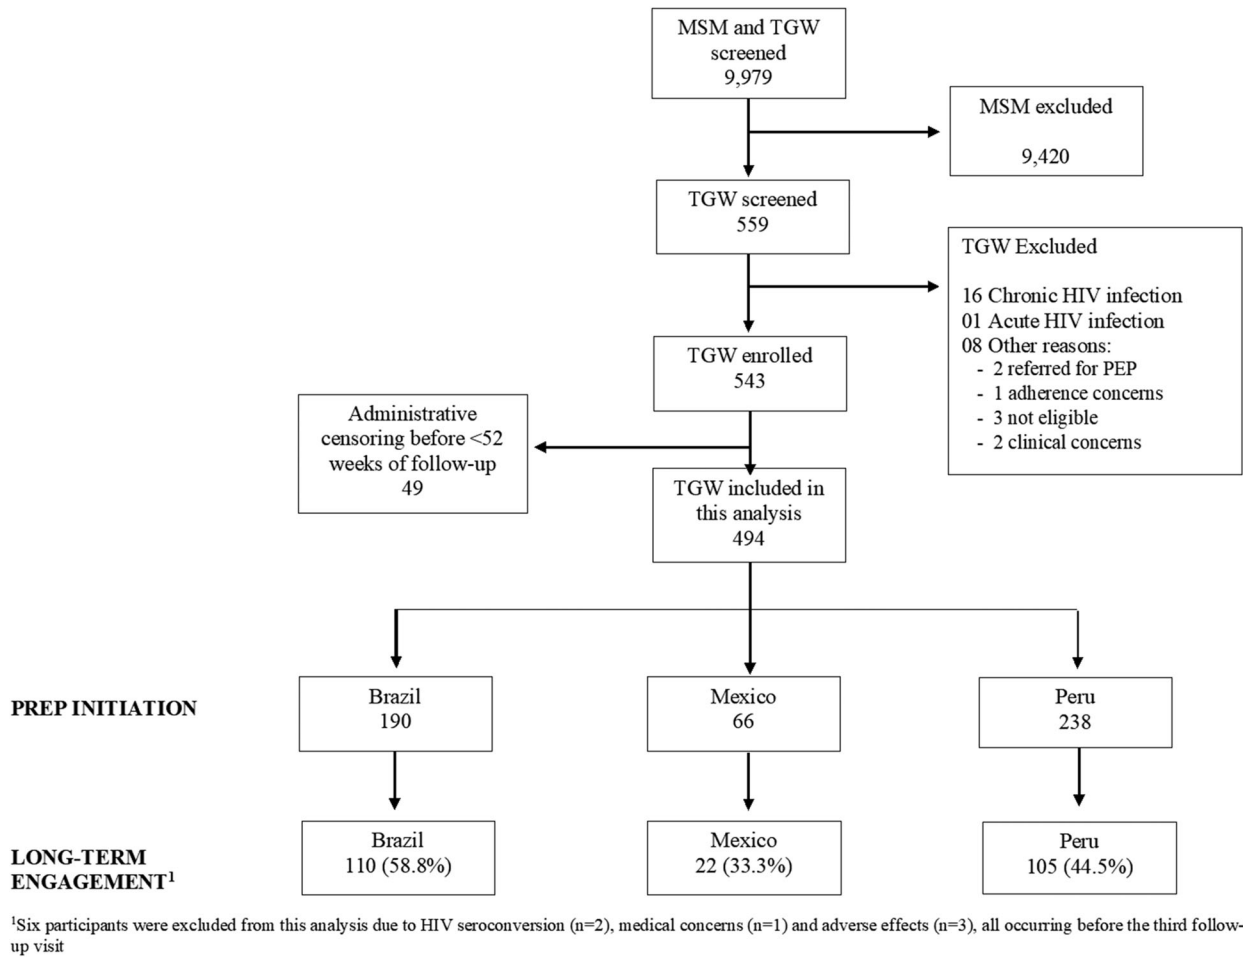 MSM and TGW
screened
9,979
MSM excluded
9,420
TGW screened
559
TGW Excluded
16 Chronic HIV infection
01 Acute HIV infection
08 Other reasons:
- 2 referred for PEP
- 1 adherence concerns
- 3 not eligible
- 2 clinical concerns
TGW enrolled
543
Administrative
censoring before <52
weeks of follow-up
49
TGW included in
this analysis
494
PREP INITIATION
Brazil
190
Mexico
66
Peru
238
LONG-TERM
ENGAGEMENT¹
Brazil
110 (58.8%)
Mexico
22 (33.3%)
Peru
105 (44.5%)
¹Six participants were excluded from this analysis due to HIV seroconversion (n=2), medical concerns (n=1) and adverse effects (n=3), all occurring before the third follow-
up visit